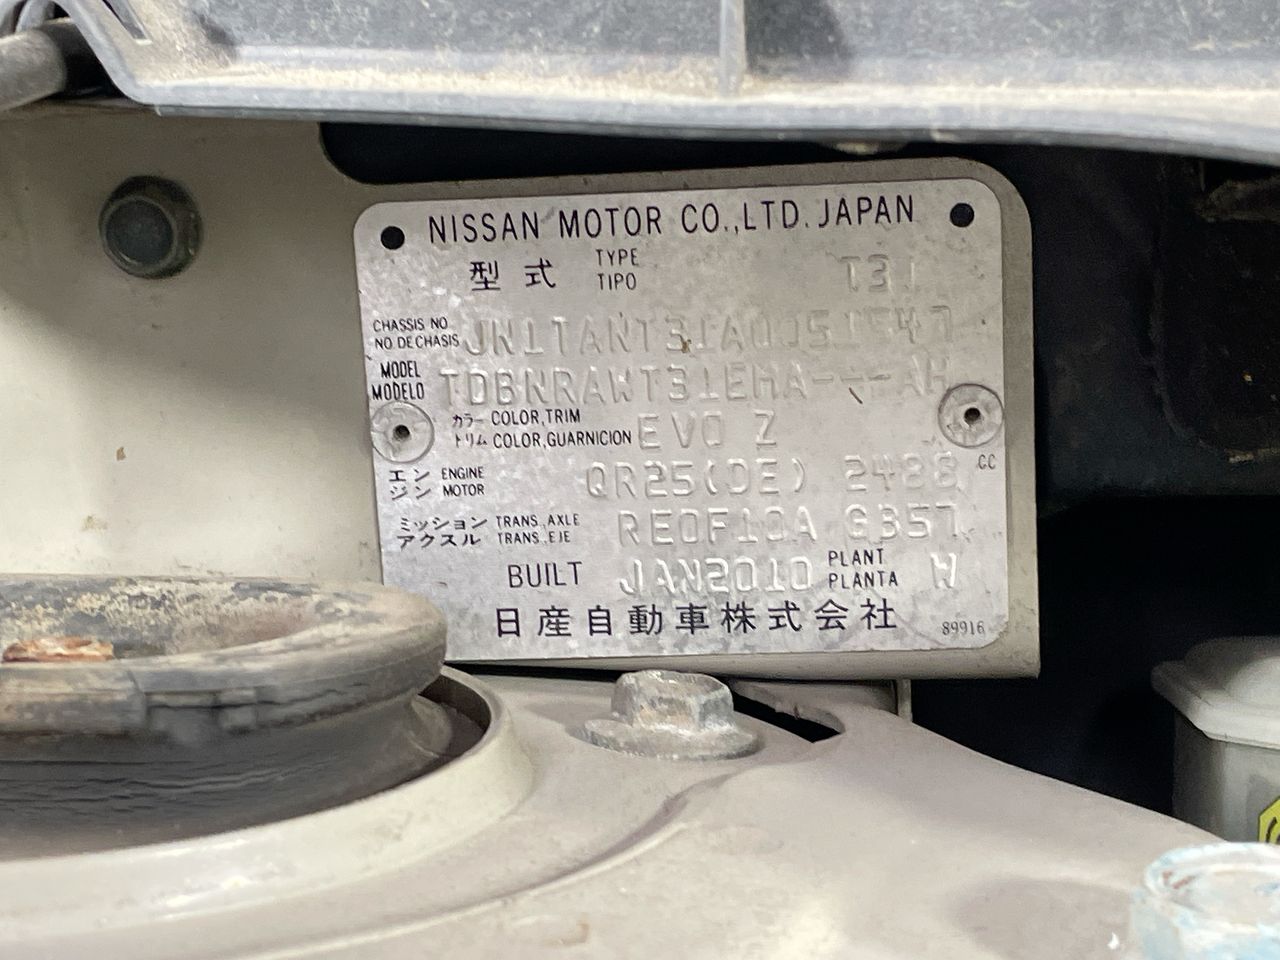 NISSAN MOTOR CO.,LTD. JAPAN
型式 TYPE TIPO T31
CHASSIS NO
NO DE CHASIS
MODEL
MODELO TDBNRAWT31EHA-----AH
カラー COLOR,TRIM
トリム COLOR,GUARNICION EVO Z
エンジン ENGINE MOTOR QR25(DE) 2488 CC
ミッション TRANS.,AXLE
アクスル TRANS.,EJE RE0F10A G357
BUILT JAN2010 PLANT PLANTA W
日産自動車株式会社 89916